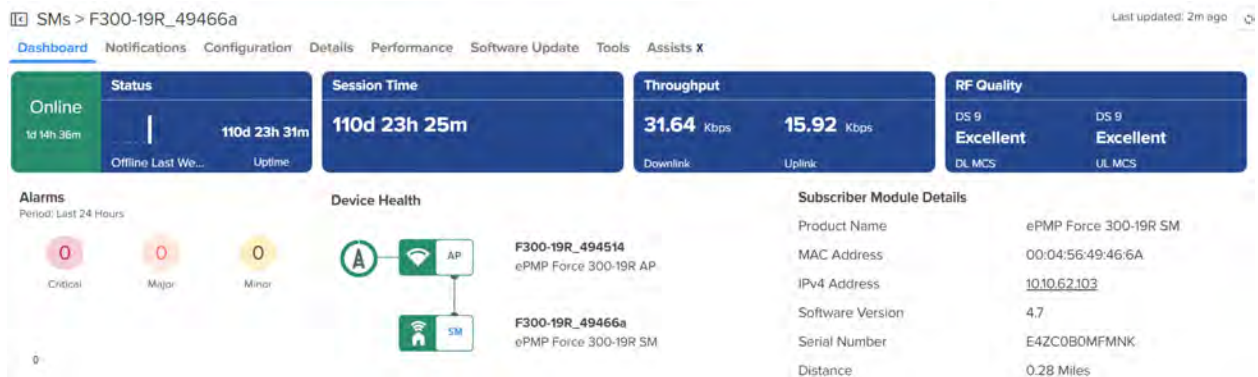 SMs > F300-19R_49466a
Last updated: 2m ago
Dashboard Notifications Configuration Details Performance Software Update Tools Assists X
Online
1d 14h 36m
Status
110d 23h 31m
Offline Last We...
Uptime
Session Time
110d 23h 25m
Throughput
31.64 Kbps
15.92 Kbps
Downlink
Uplink
RF Quality
DS 9
DS 9
Excellent
Excellent
DL MCS
UL MCS
Alarms
Period: Last 24 Hours
0
0
0
Critical
Major
Minor
0
Device Health
AP
F300-19R_494514
ePMP Force 300-19R AP
SM
F300-19R_49466a
ePMP Force 300-19R SM
Subscriber Module Details
Product Name ePMP Force 300-19R SM
MAC Address 00:04:56:49:46:6A
IPv4 Address 10.10.62.103
Software Version 4.7
Serial Number E4ZC0B0MFMNK
Distance 0.28 Miles